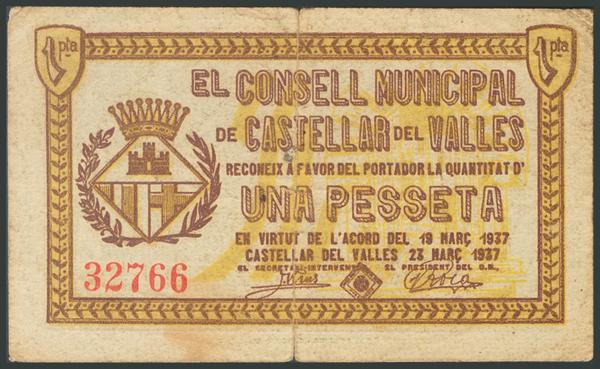 1 pta
1 pta
EL CONSELL MUNICIPAL
DE CASTELLAR DEL VALLES
RECONEIX A FAVOR DEL PORTADOR LA QUANTITAT D'
UNA PESSETA
EN VIRTUT DE L'ACORD DEL 19 MARÇ 1937
CASTELLAR DEL VALLES 23 MARÇ 1937
EL SECRETARI-INTERVENTOR EL PRESIDENT DEL C.M.
32766